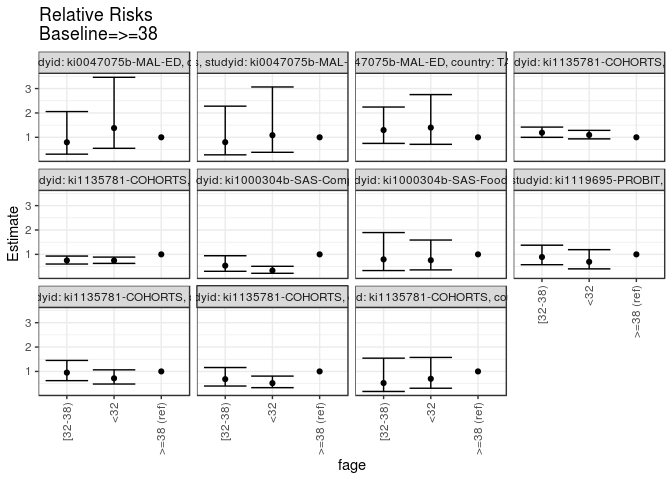 Relative Risks
Baseline=>=38
dyid: ki0047075b-MAL-ED, c
s, studyid: ki0047075b-MAL-
47075b-MAL-ED, country: TA
studyid: ki1135781-COHORTS,
dyid: ki1135781-COHORTS,
dyid: ki1000304b-SAS-Comp
dyid: ki1000304b-SAS-Food
studyid: ki1119695-PROBIT,
dyid: ki1135781-COHORTS,
dyid: ki1135781-COHORTS,
d: ki1135781-COHORTS, co
3
2
1
3
2
1
3
2
1
Estimate
[32-38)
<32
>=38 (ref)
[32-38)
<32
>=38 (ref)
[32-38)
<32
>=38 (ref)
[32-38)
<32
>=38 (ref)
fage